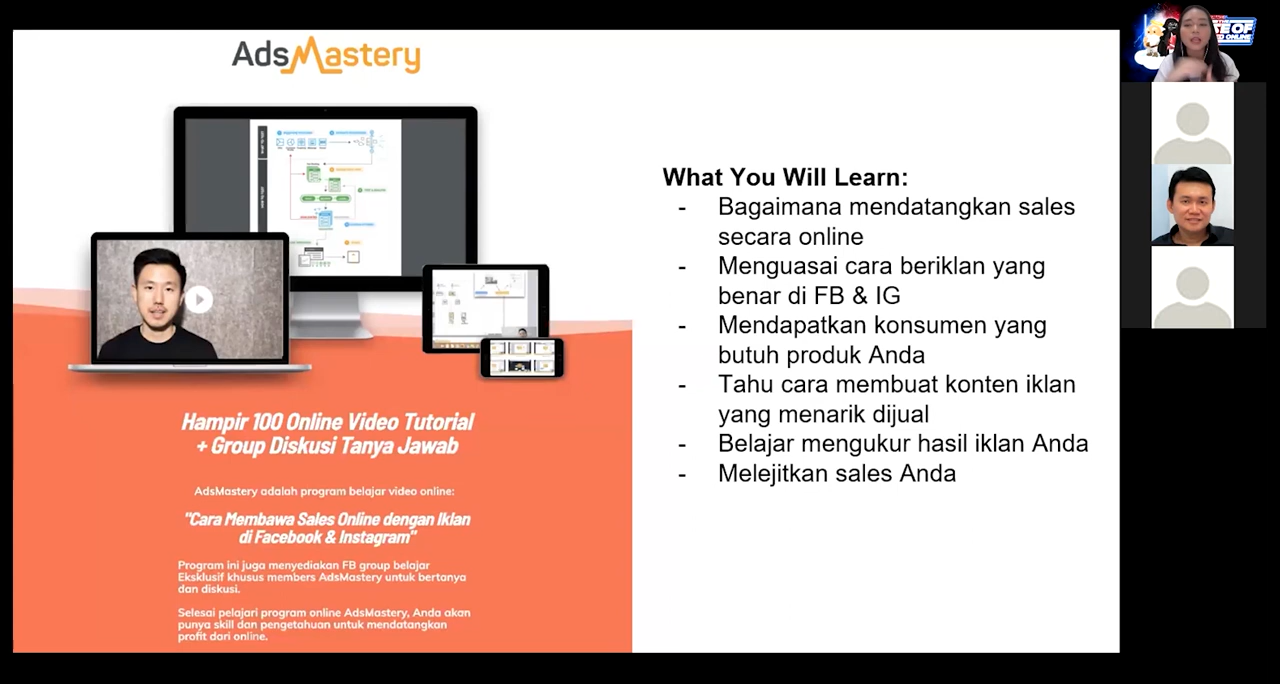 AdsMastery
Hampir 100 Online Video Tutorial
+ Group Diskusi Tanya Jawab
AdsMastery adalah program belajar video online:
"Cara Membawa Sales Online dengan Iklan
di Facebook & Instagram"
Program ini juga menyediakan FB group belajar
Eksklusif khusus members AdsMastery untuk bertanya
dan diskusi.
Selesai pelajari program online AdsMastery, Anda akan
punya skill dan pengetahuan untuk mendatangkan
profit dari online.
What You Will Learn:
- Bagaimana mendatangkan sales
secara online
- Menguasai cara beriklan yang
benar di FB & IG
- Mendapatkan konsumen yang
butuh produk Anda
- Tahu cara membuat konten iklan
yang menarik dijual
- Belajar mengukur hasil iklan Anda
- Melejitkan sales Anda